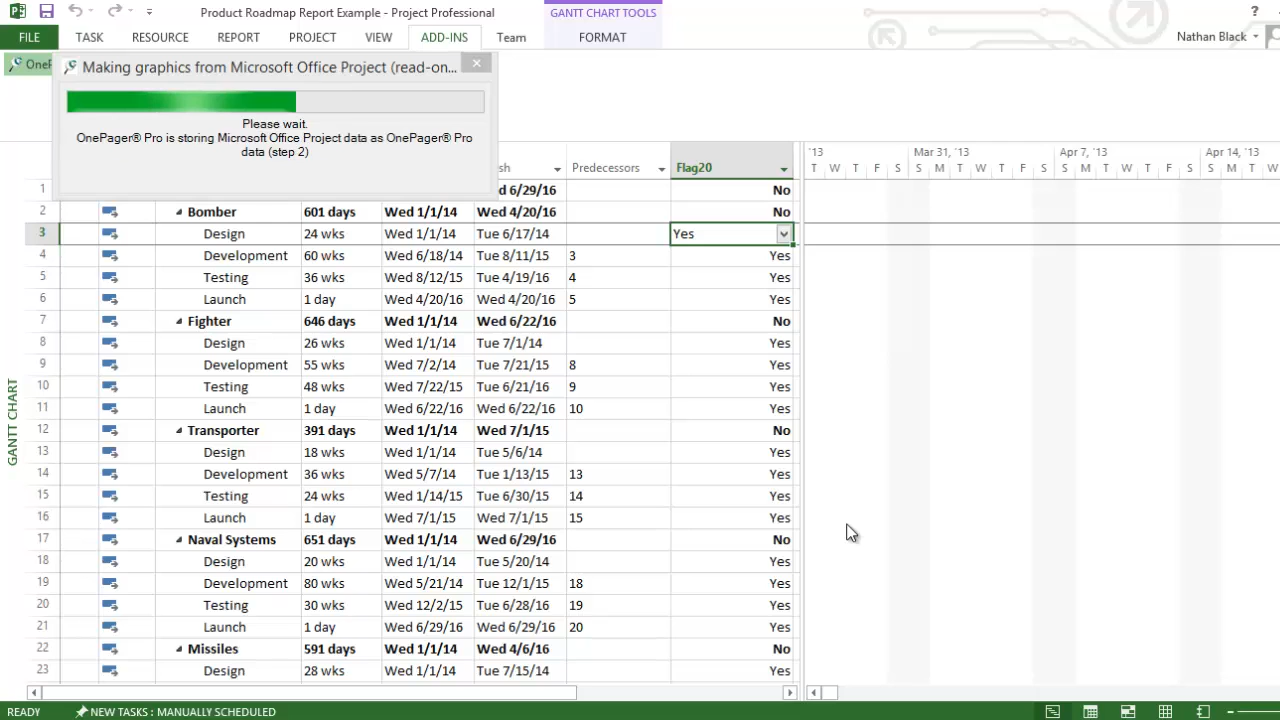 Product Roadmap Report Example - Project Professional
GANTT CHART TOOLS
?
FILE TASK RESOURCE REPORT PROJECT VIEW ADD-INS Team FORMAT
Nathan Black
Making graphics from Microsoft Office Project (read-on...
Please wait.
OnePager® Pro is storing Microsoft Office Project data as OnePager® Pro
data (step 2)
Predecessors Flag20
'13 Mar 31, '13 Apr 7, '13 Apr 14, '13
T W T F S S M T W T F S S M T W T F S S M T W
1 6/29/16 No
2 Bomber 601 days Wed 1/1/14 Wed 4/20/16 No
3 Design 24 wks Wed 1/1/14 Tue 6/17/14 Yes
4 Development 60 wks Wed 6/18/14 Tue 8/11/15 3 Yes
5 Testing 36 wks Wed 8/12/15 Tue 4/19/16 4 Yes
6 Launch 1 day Wed 4/20/16 Wed 4/20/16 5 Yes
7 Fighter 646 days Wed 1/1/14 Wed 6/22/16 No
8 Design 26 wks Wed 1/1/14 Tue 7/1/14 Yes
9 Development 55 wks Wed 7/2/14 Tue 7/21/15 8 Yes
10 Testing 48 wks Wed 7/22/15 Tue 6/21/16 9 Yes
11 Launch 1 day Wed 6/22/16 Wed 6/22/16 10 Yes
12 Transporter 391 days Wed 1/1/14 Wed 7/1/15 No
13 Design 18 wks Wed 1/1/14 Tue 5/6/14 Yes
14 Development 36 wks Wed 5/7/14 Tue 1/13/15 13 Yes
15 Testing 24 wks Wed 1/14/15 Tue 6/30/15 14 Yes
16 Launch 1 day Wed 7/1/15 Wed 7/1/15 15 Yes
17 Naval Systems 651 days Wed 1/1/14 Wed 6/29/16 No
18 Design 20 wks Wed 1/1/14 Tue 5/20/14 Yes
19 Development 80 wks Wed 5/21/14 Tue 12/1/15 18 Yes
20 Testing 30 wks Wed 12/2/15 Tue 6/28/16 19 Yes
21 Launch 1 day Wed 6/29/16 Wed 6/29/16 20 Yes
22 Missiles 591 days Wed 1/1/14 Wed 4/6/16 No
23 Design 28 wks Wed 1/1/14 Tue 7/15/14 Yes
GANTT CHART
READY NEW TASKS : MANUALLY SCHEDULED